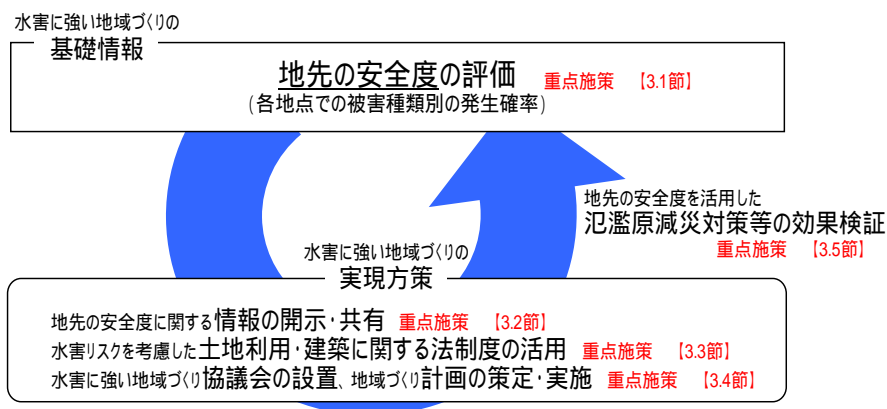 水害に強い地域づくりの
基礎情報
地先の安全度の評価 重点施策 【3.1節】
(各地点での被害種類別の発生確率)
地先の安全度を活用した
氾濫原減災対策等の効果検証
重点施策 【3.5節】
水害に強い地域づくりの
実現方策
地先の安全度に関する情報の開示・共有 重点施策 【3.2節】
水害リスクを考慮した土地利用・建築に関する法制度の活用 重点施策 【3.3節】
水害に強い地域づくり協議会の設置、地域づくり計画の策定・実施 重点施策 【3.4節】